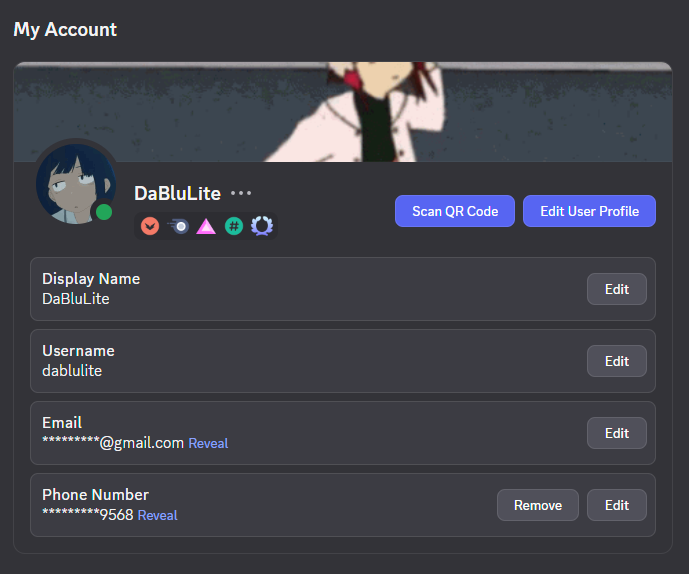 My Account
DaBluLite
Scan QR Code
Edit User Profile
Display Name
DaBluLite
Edit
Username
dablulite
Edit
Email
*********@gmail.com Reveal
Edit
Phone Number
*********9568 Reveal
Remove
Edit